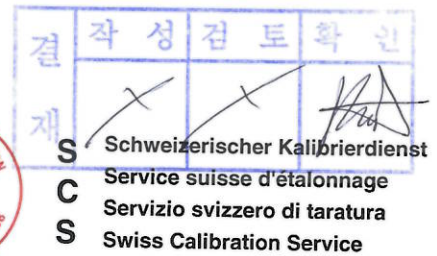 결 재 작 성 검 토 확 인
S Schweizerischer Kalibrierdienst
C Service suisse d'étalonnage
Servizio svizzero di taratura
S Swiss Calibration Service